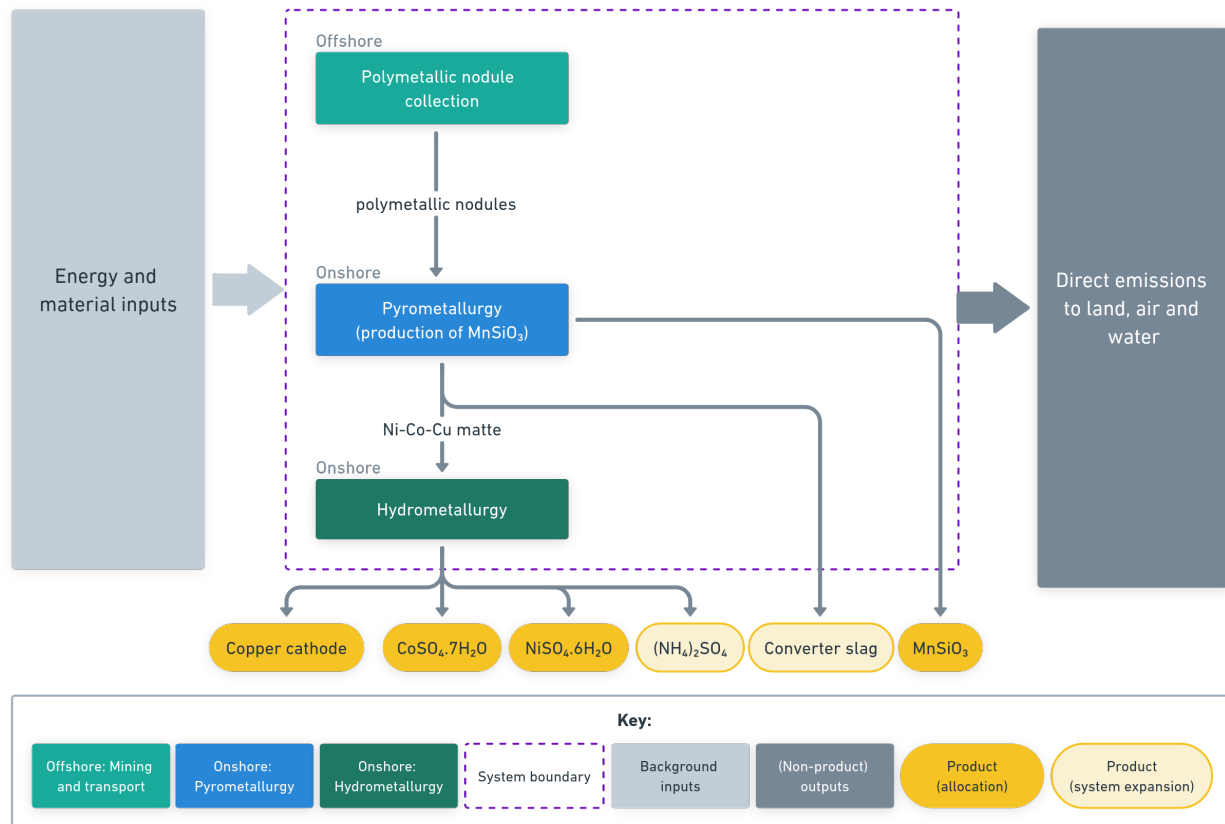 Offshore
Polymetallic nodule
collection
polymetallic nodules
Energy and
material inputs
Onshore
Pyrometallurgy
(production of MnSiO₃)
Direct emissions
to land, air and
water
Ni-Co-Cu matte
Onshore
Hydrometallurgy
Copper cathode
CoSO₄.7H₂O
NiSO₄.6H₂O
(NH₄)₂SO₄
Converter slag
MnSiO₃
Key:
Offshore: Mining
and transport
Onshore:
Pyrometallurgy
Onshore:
Hydrometallurgy
System boundary
Background
inputs
(Non-product)
outputs
Product
(allocation)
Product
(system expansion)